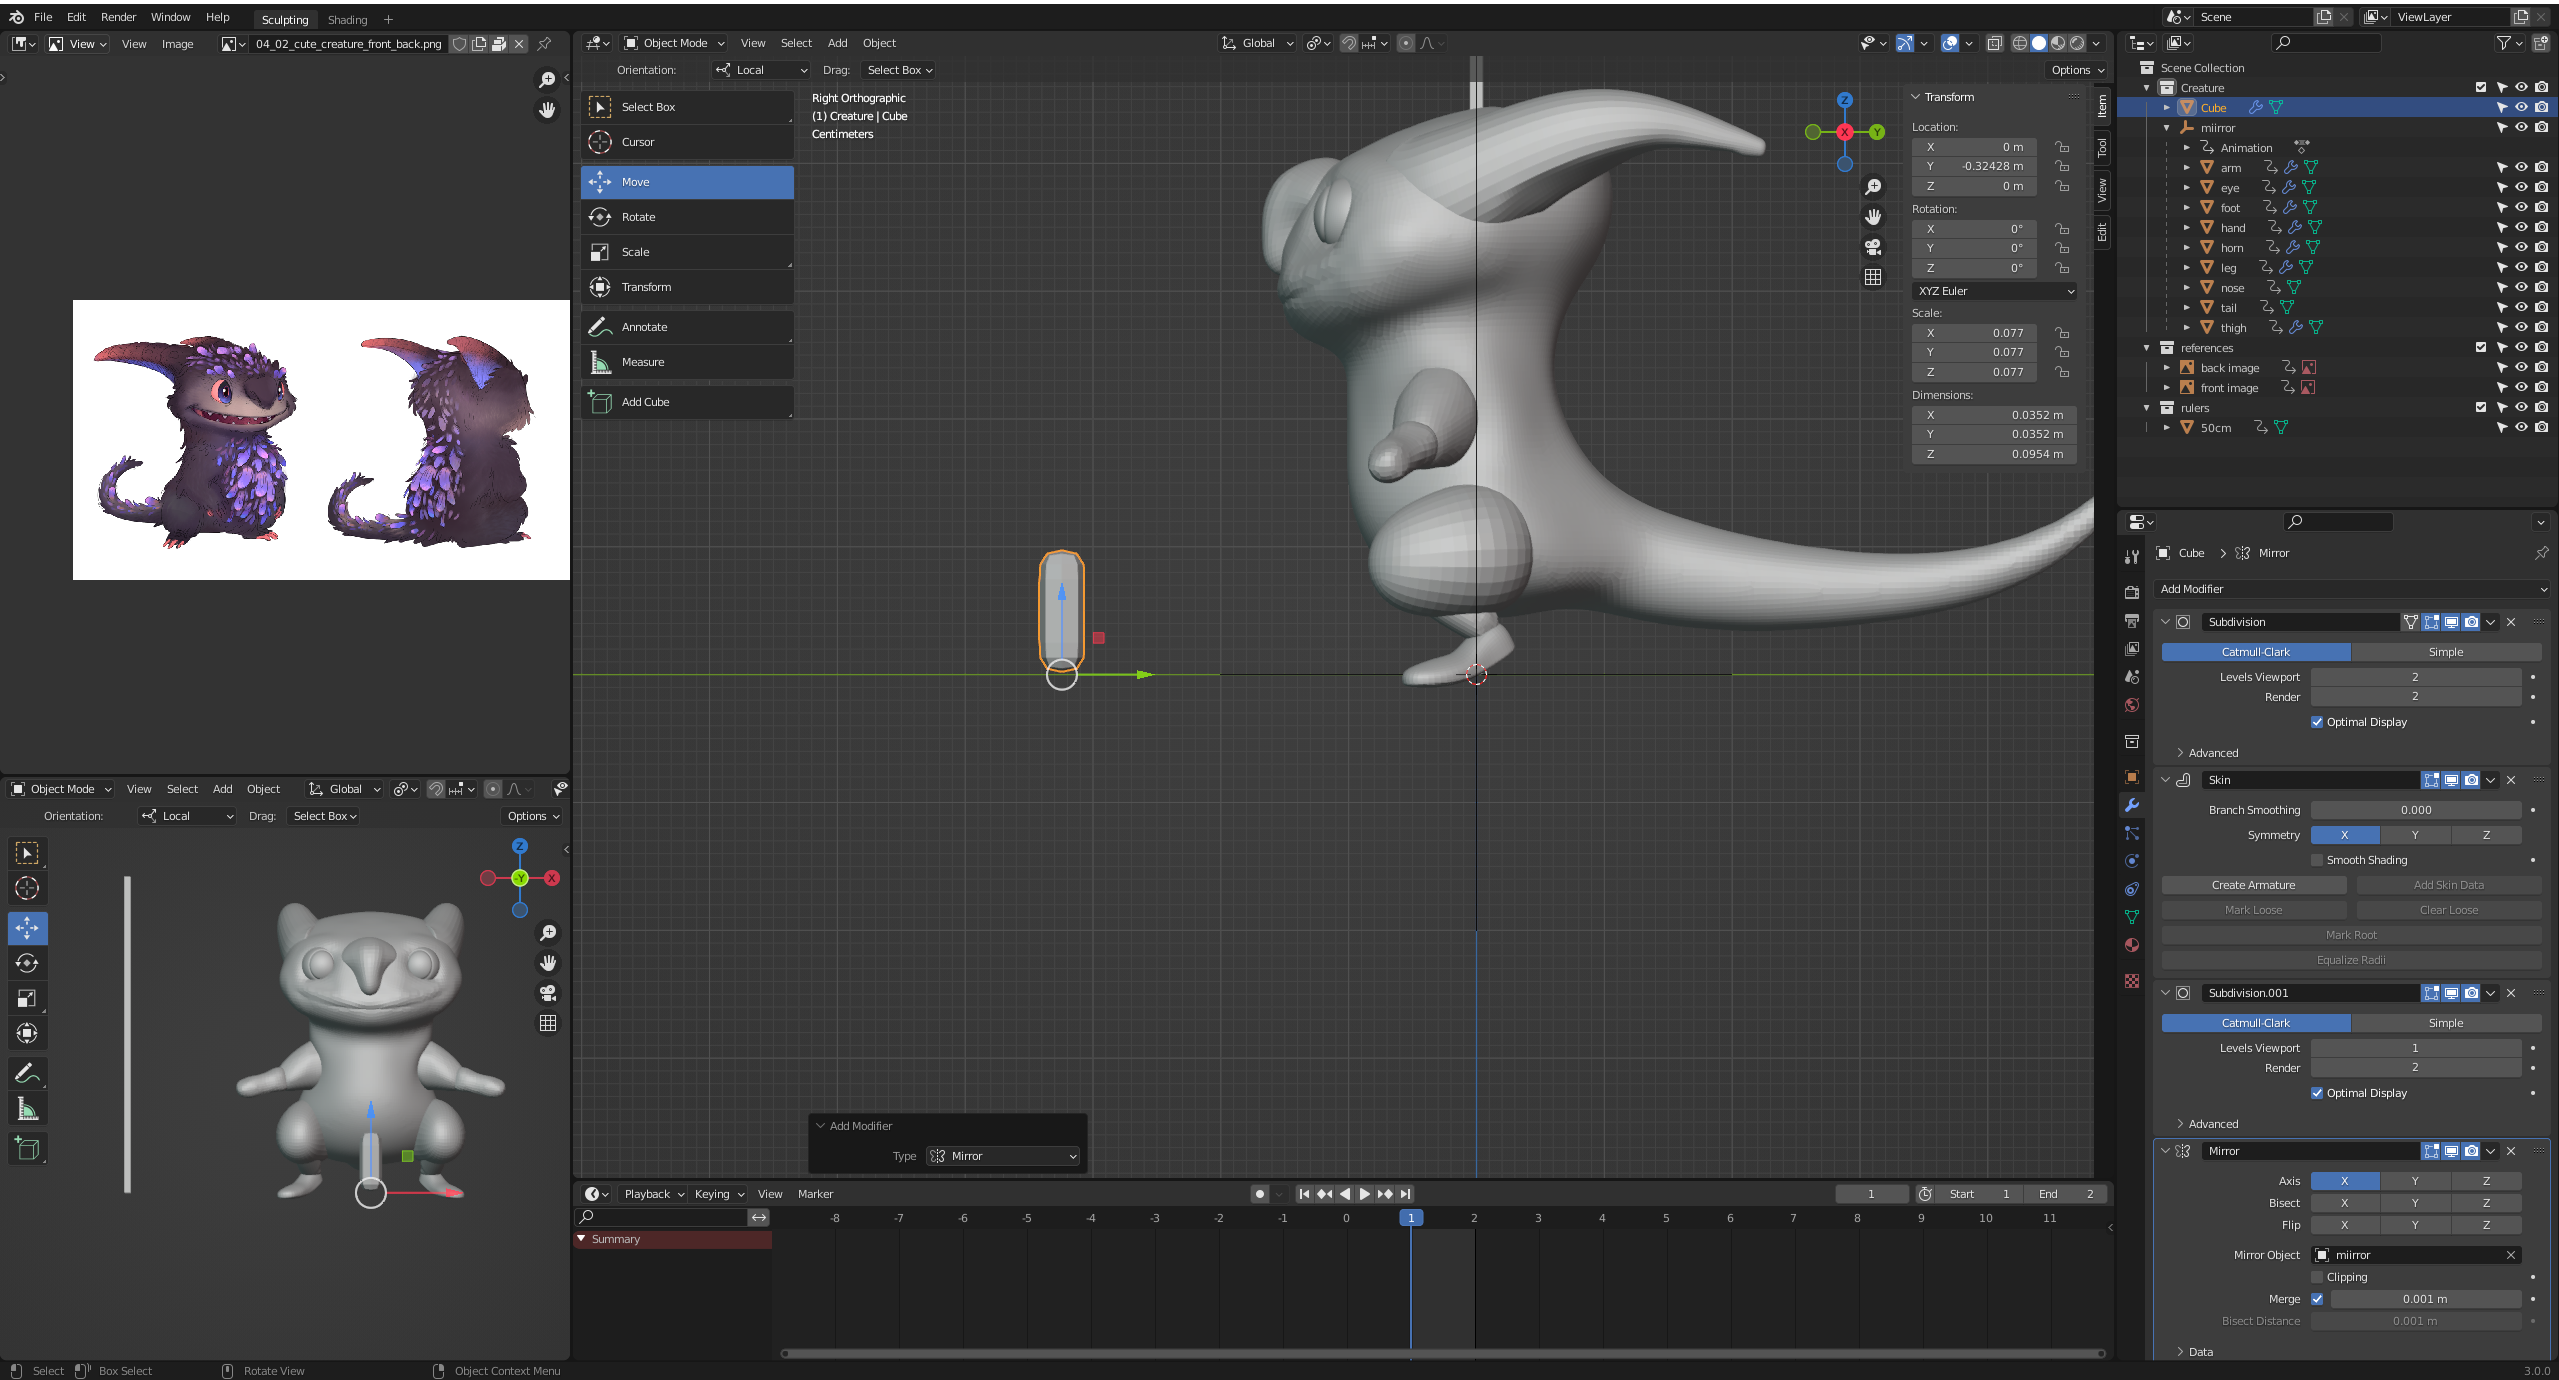 File Edit Render Window Help Sculpting Shading + Scene ViewLayer
View View Image 04_02_cute_creature_front_back.png
Object Mode View Select Add Object Global
Orientation: Local Drag: Select Box Options
Select Box
Cursor
Move
Rotate
Scale
Transform
Annotate
Measure
Add Cube
Right Orthographic
(1) Creature | Cube
Centimeters
Z
X
Y
Transform
Location:
X 0 m
Y -0.32428 m
Z 0 m
Rotation:
X 0°
Y 0°
Z 0°
XYZ Euler
Scale:
X 0.077
Y 0.077
Z 0.077
Dimensions:
X 0.0352 m
Y 0.0352 m
Z 0.0954 m
Item
Tool
View
Edit
Scene Collection
Creature
Cube
miirror
Animation
arm
eye
foot
hand
horn
leg
nose
tail
thigh
references
back image
front image
rulers
50cm
Cube > Mirror
Add Modifier
Subdivision
Catmull-Clark Simple
Levels Viewport 2
Render 2
Optimal Display
Advanced
Skin
Branch Smoothing 0.000
Symmetry X Y Z
Smooth Shading
Create Armature Add Skin Data
Mark Loose Clear Loose
Mark Root
Equalize Radii
Subdivision.001
Catmull-Clark Simple
Levels Viewport 1
Render 2
Optimal Display
Advanced
Mirror
Axis X Y Z
Bisect X Y Z
Flip X Y Z
Mirror Object miirror
Clipping
Merge 0.001 m
Bisect Distance 0.001 m
Data
Object Mode View Select Add Object Global
Orientation: Local Drag: Select Box Options
Z
-Y X
Add Modifier
Type Mirror
Playback Keying View Marker 1 Start 1 End 2
-8 -7 -6 -5 -4 -3 -2 -1 0 1 2 3 4 5 6 7 8 9 10 11
Summary
Select Box Select Rotate View Object Context Menu 3.0.0